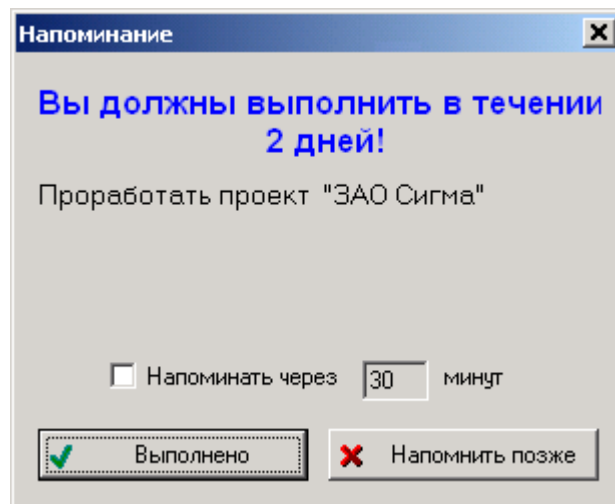 Напоминание
Вы должны выполнить в течении
2 дней!
Проработать проект "ЗАО Сигма"
Напоминать через 30 минут
Выполнено Напомнить позже